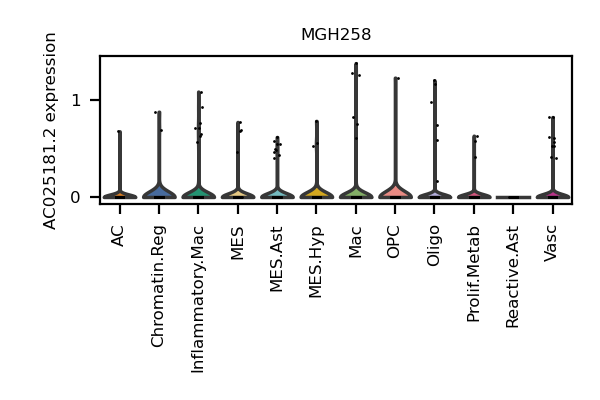 MGH258
AC025181.2 expression
1
0
AC
Chromatin.Reg
Inflammatory.Mac
MES
MES.Ast
MES.Hyp
Mac
OPC
Oligo
Prolif.Metab
Reactive.Ast
Vasc